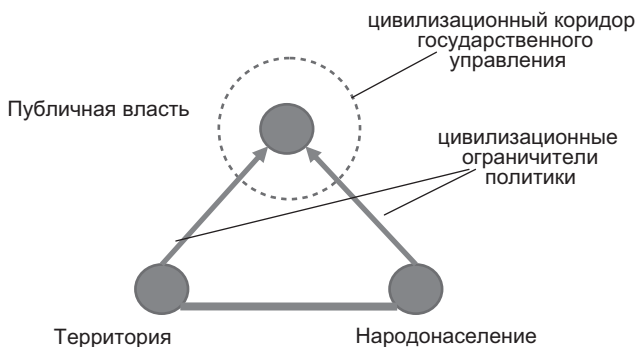 цивилизационный коридор
государственного
управления
Публичная власть
цивилизационные
ограничители
политики
Территория
Народонаселение